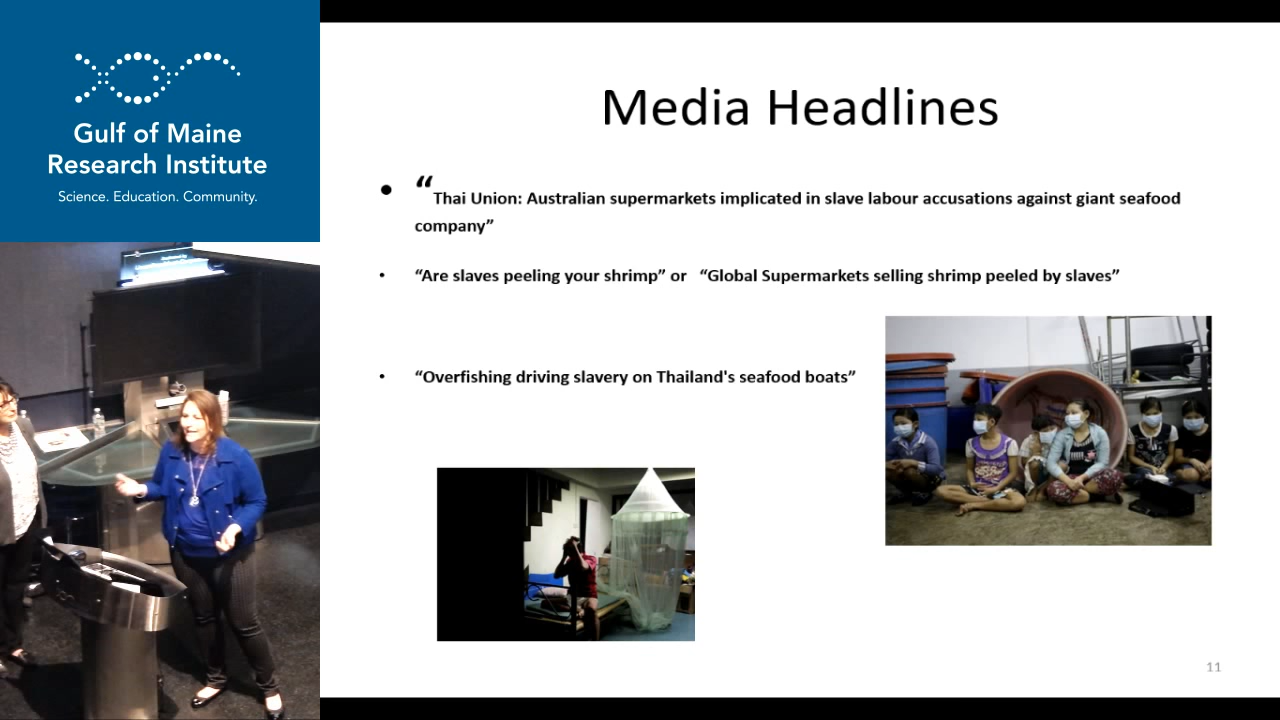 Gulf of Maine
Research Institute
Science. Education. Community.
Media Headlines
• “Thai Union: Australian supermarkets implicated in slave labour accusations against giant seafood
company”
• “Are slaves peeling your shrimp” or “Global Supermarkets selling shrimp peeled by slaves”
• “Overfishing driving slavery on Thailand's seafood boats”
11